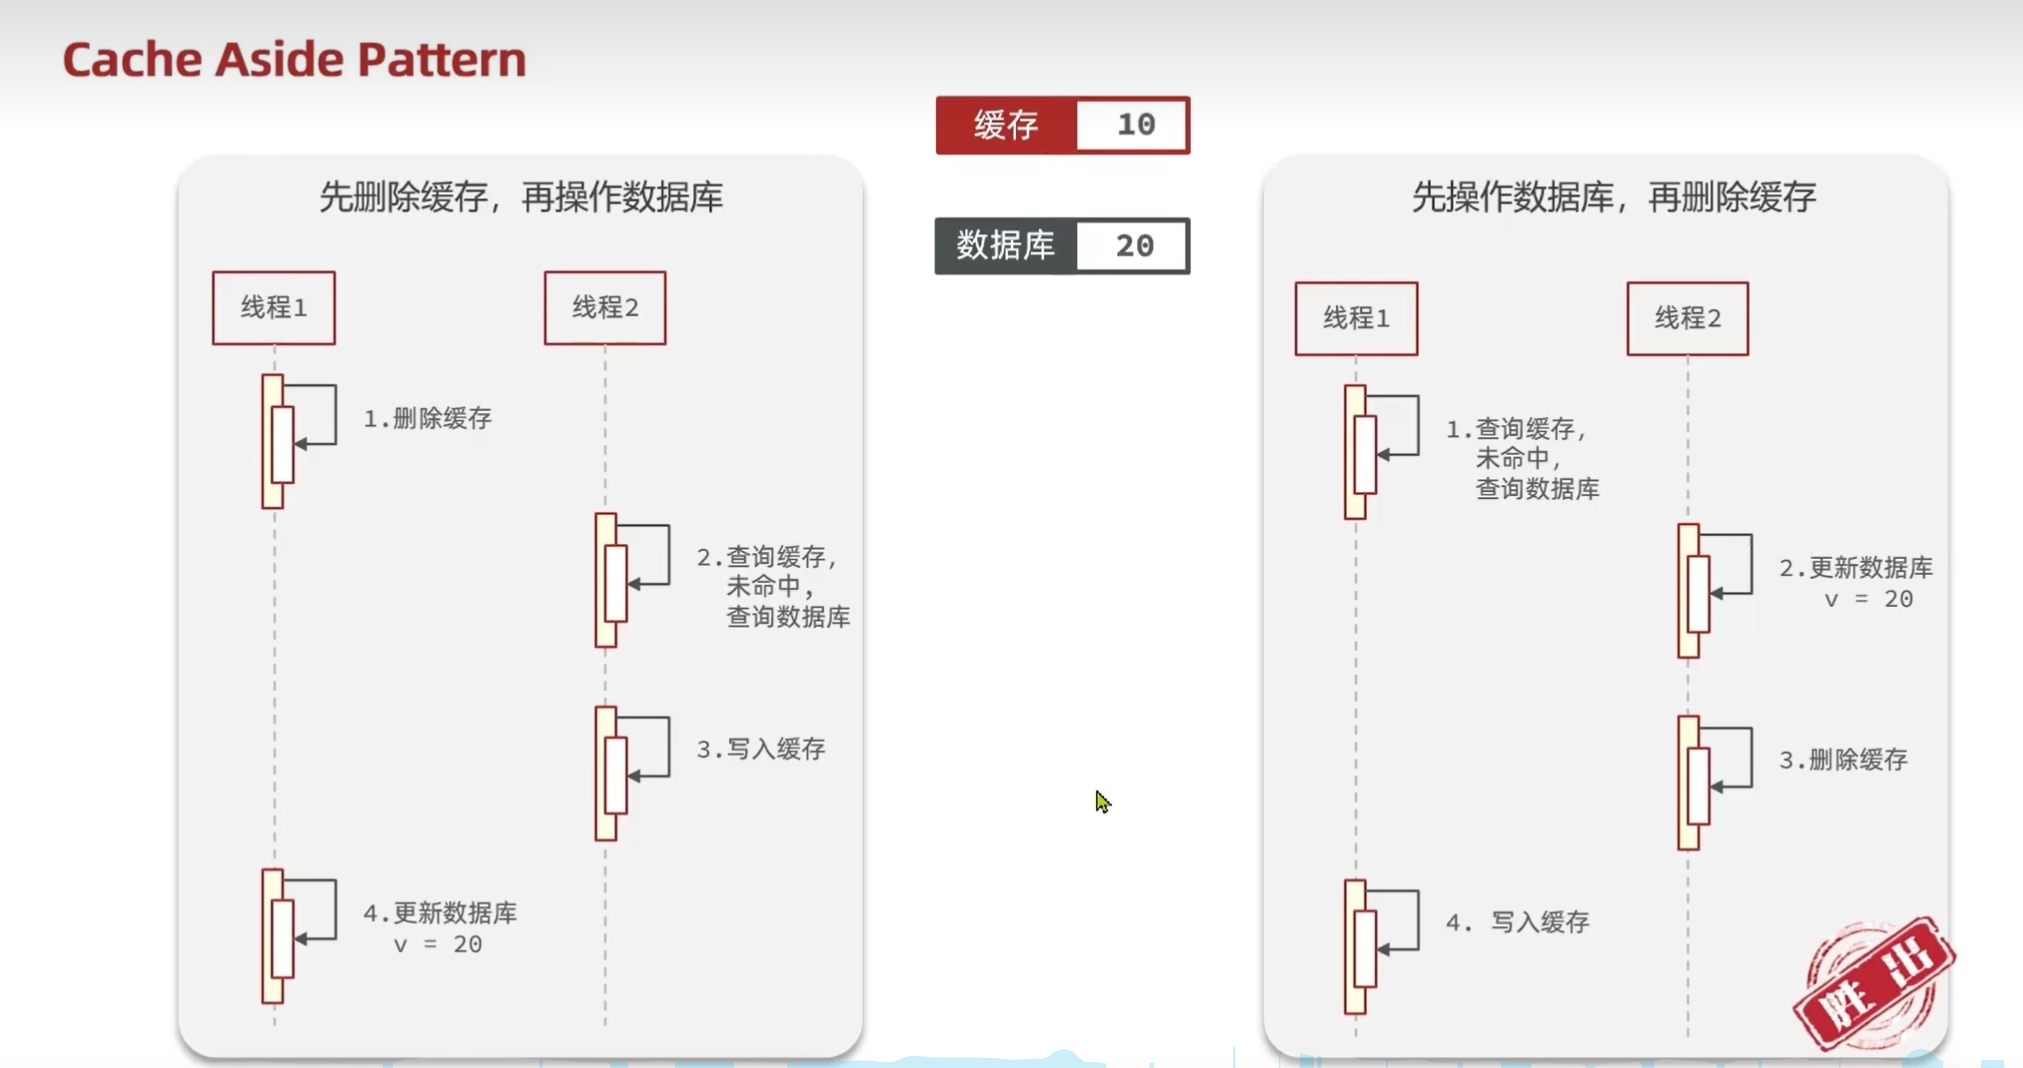 Cache Aside Pattern
缓存 10
数据库 20
先删除缓存，再操作数据库
线程1
线程2
1.删除缓存
2.查询缓存，
未命中，
查询数据库
3.写入缓存
4.更新数据库
v = 20
先操作数据库，再删除缓存
线程1
线程2
1.查询缓存，
未命中，
查询数据库
2.更新数据库
v = 20
3.删除缓存
4. 写入缓存
胜出